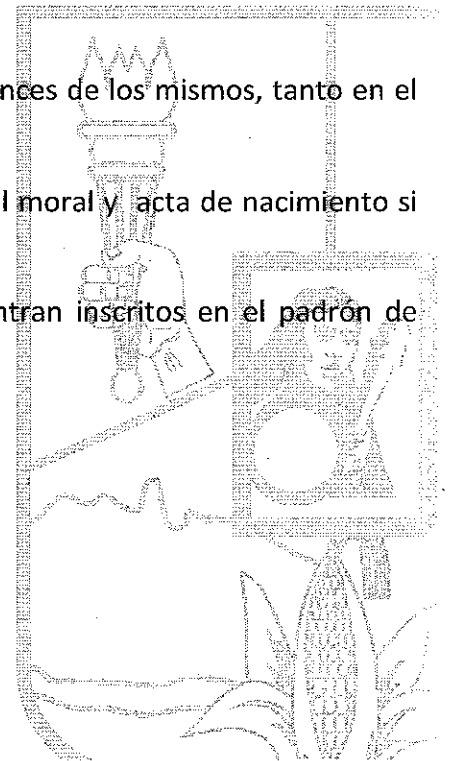 nces de los mismos, tanto en el
l moral y acta de nacimiento si
ntran inscritos en el padrón de